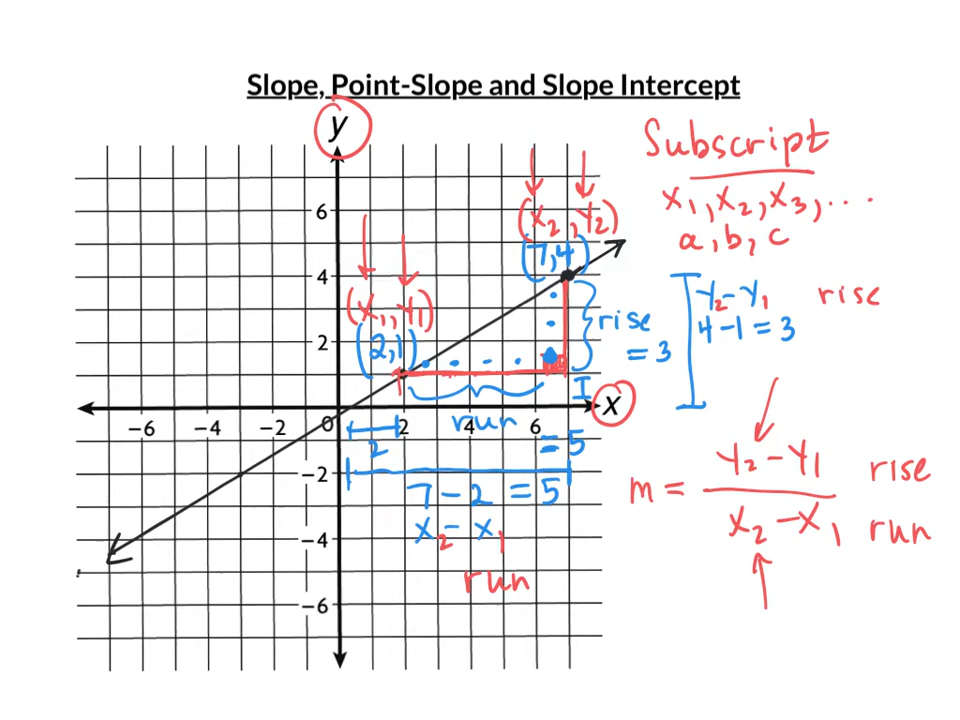 Slope, Point-Slope and Slope Intercept
y
Subscript
x₁, x₂, x₃, ...
a, b, c
6
(x₂, y₂)
(7,4)
4
(x₁, y₁)
y₂-y₁ rise
4-1=3
rise
= 3
2
(2,1)
1
x
-6 -4 -2 0 2 4 6
run
= 5
2
-2
7-2=5
x₂-x₁
run
m = y₂-y₁ rise
x₂-x₁ run
-4
-6